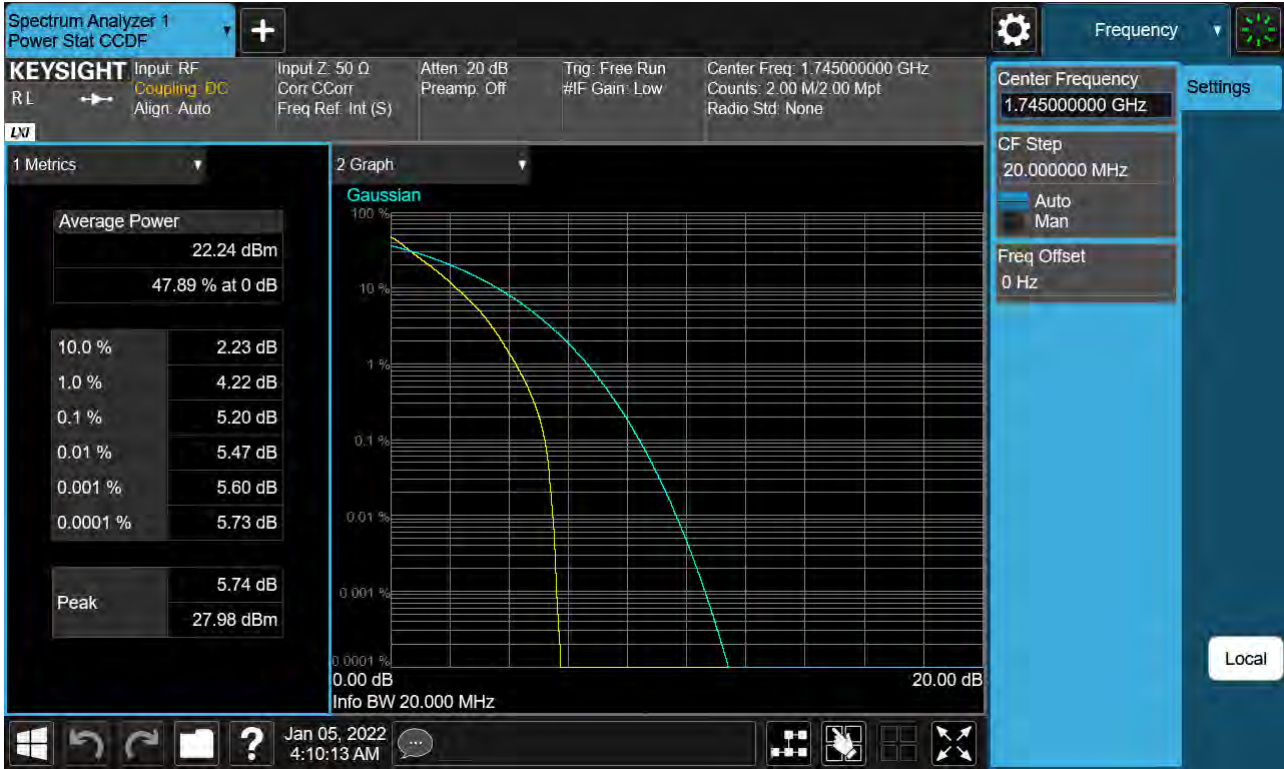 Spectrum Analyzer 1
Power Stat CCDF
+
Frequency
KEYSIGHT
R L
LXI
Input: RF
Coupling: DC
Align: Auto
Input Z: 50 Ω
Corr CCorr
Freq Ref: Int (S)
Atten: 20 dB
Preamp: Off
Trig: Free Run
#IF Gain: Low
Center Freq: 1.745000000 GHz
Counts: 2.00 M/2.00 Mpt
Radio Std: None
Center Frequency
1.745000000 GHz
Settings
CF Step
20.000000 MHz
Auto
Man
Freq Offset
0 Hz
1 Metrics
Average Power
22.24 dBm
47.89 % at 0 dB
10.0 % 2.23 dB
1.0 % 4.22 dB
0.1 % 5.20 dB
0.01 % 5.47 dB
0.001 % 5.60 dB
0.0001 % 5.73 dB
Peak
5.74 dB
27.98 dBm
2 Graph
Gaussian
100 %
10 %
1 %
0.1 %
0.01 %
0.001 %
0.0001 %
0.00 dB 20.00 dB
Info BW 20.000 MHz
Local
?
Jan 05, 2022
4:10:13 AM